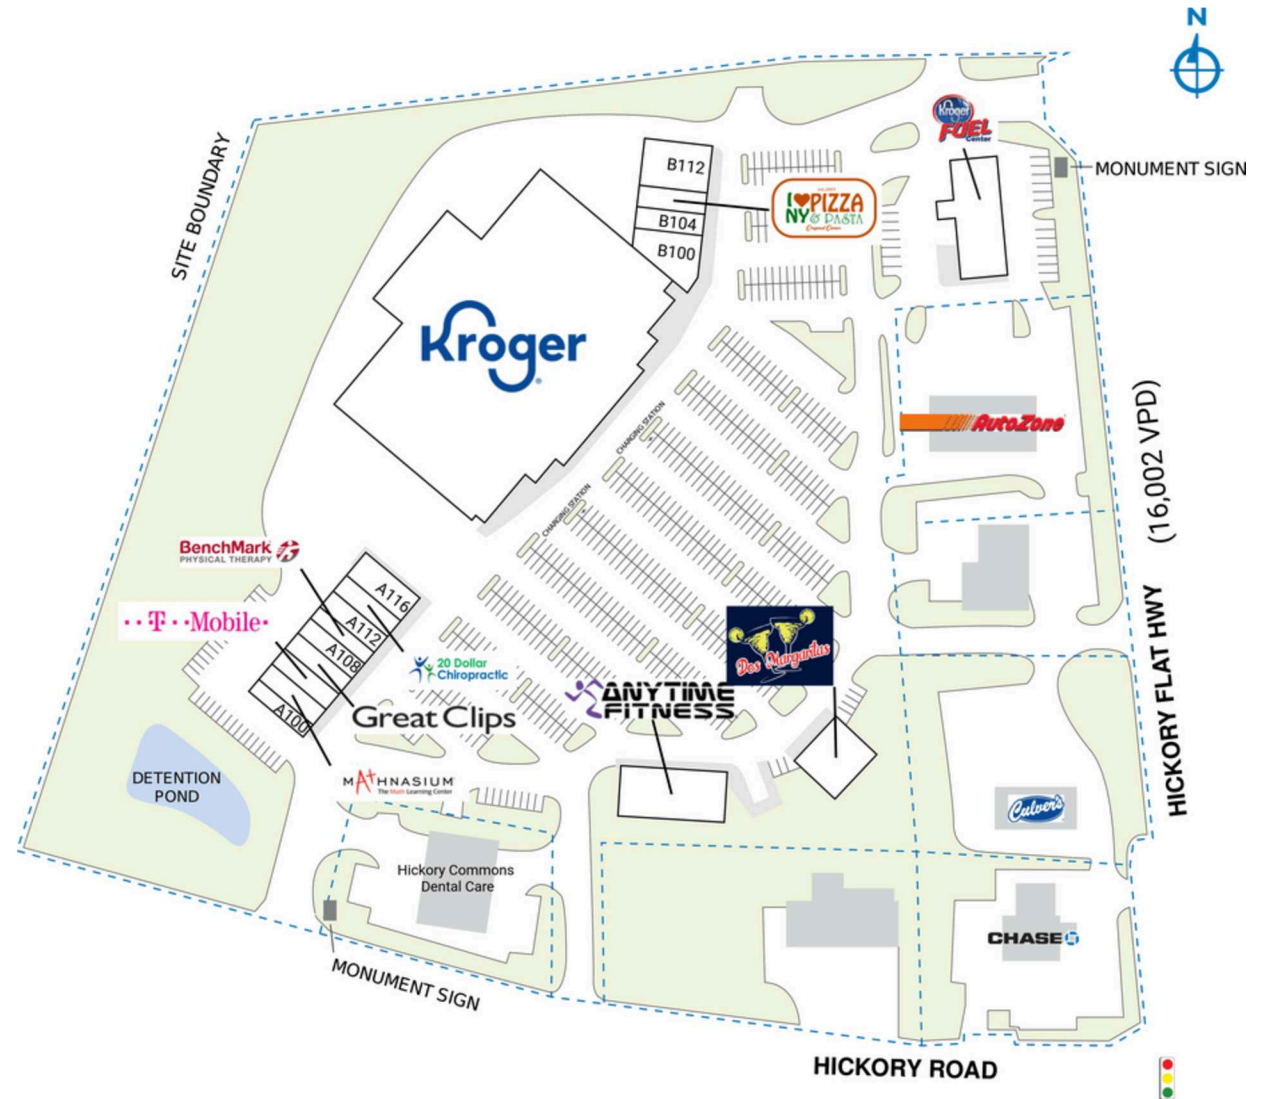 N
Kroger
FUEL
Center
MONUMENT SIGN
SITE BOUNDARY
B112
I♥PIZZA
NY & PASTA
B104
B100
Kroger
CHARGING STATION
AutoZone
(16,002 VPD)
HICKORY FLAT HWY
CHARGING STATION
BenchMark
PHYSICAL THERAPY
T Mobile
A116
A112
A108
A100
20 Dollar
Chiropractic
Great Clips
Dos Margaritas
ANYTIME
FITNESS
MATHNASIUM
The Math Learning Center
DETENTION
POND
Culver's
Hickory Commons
Dental Care
CHASE
MONUMENT SIGN
HICKORY ROAD